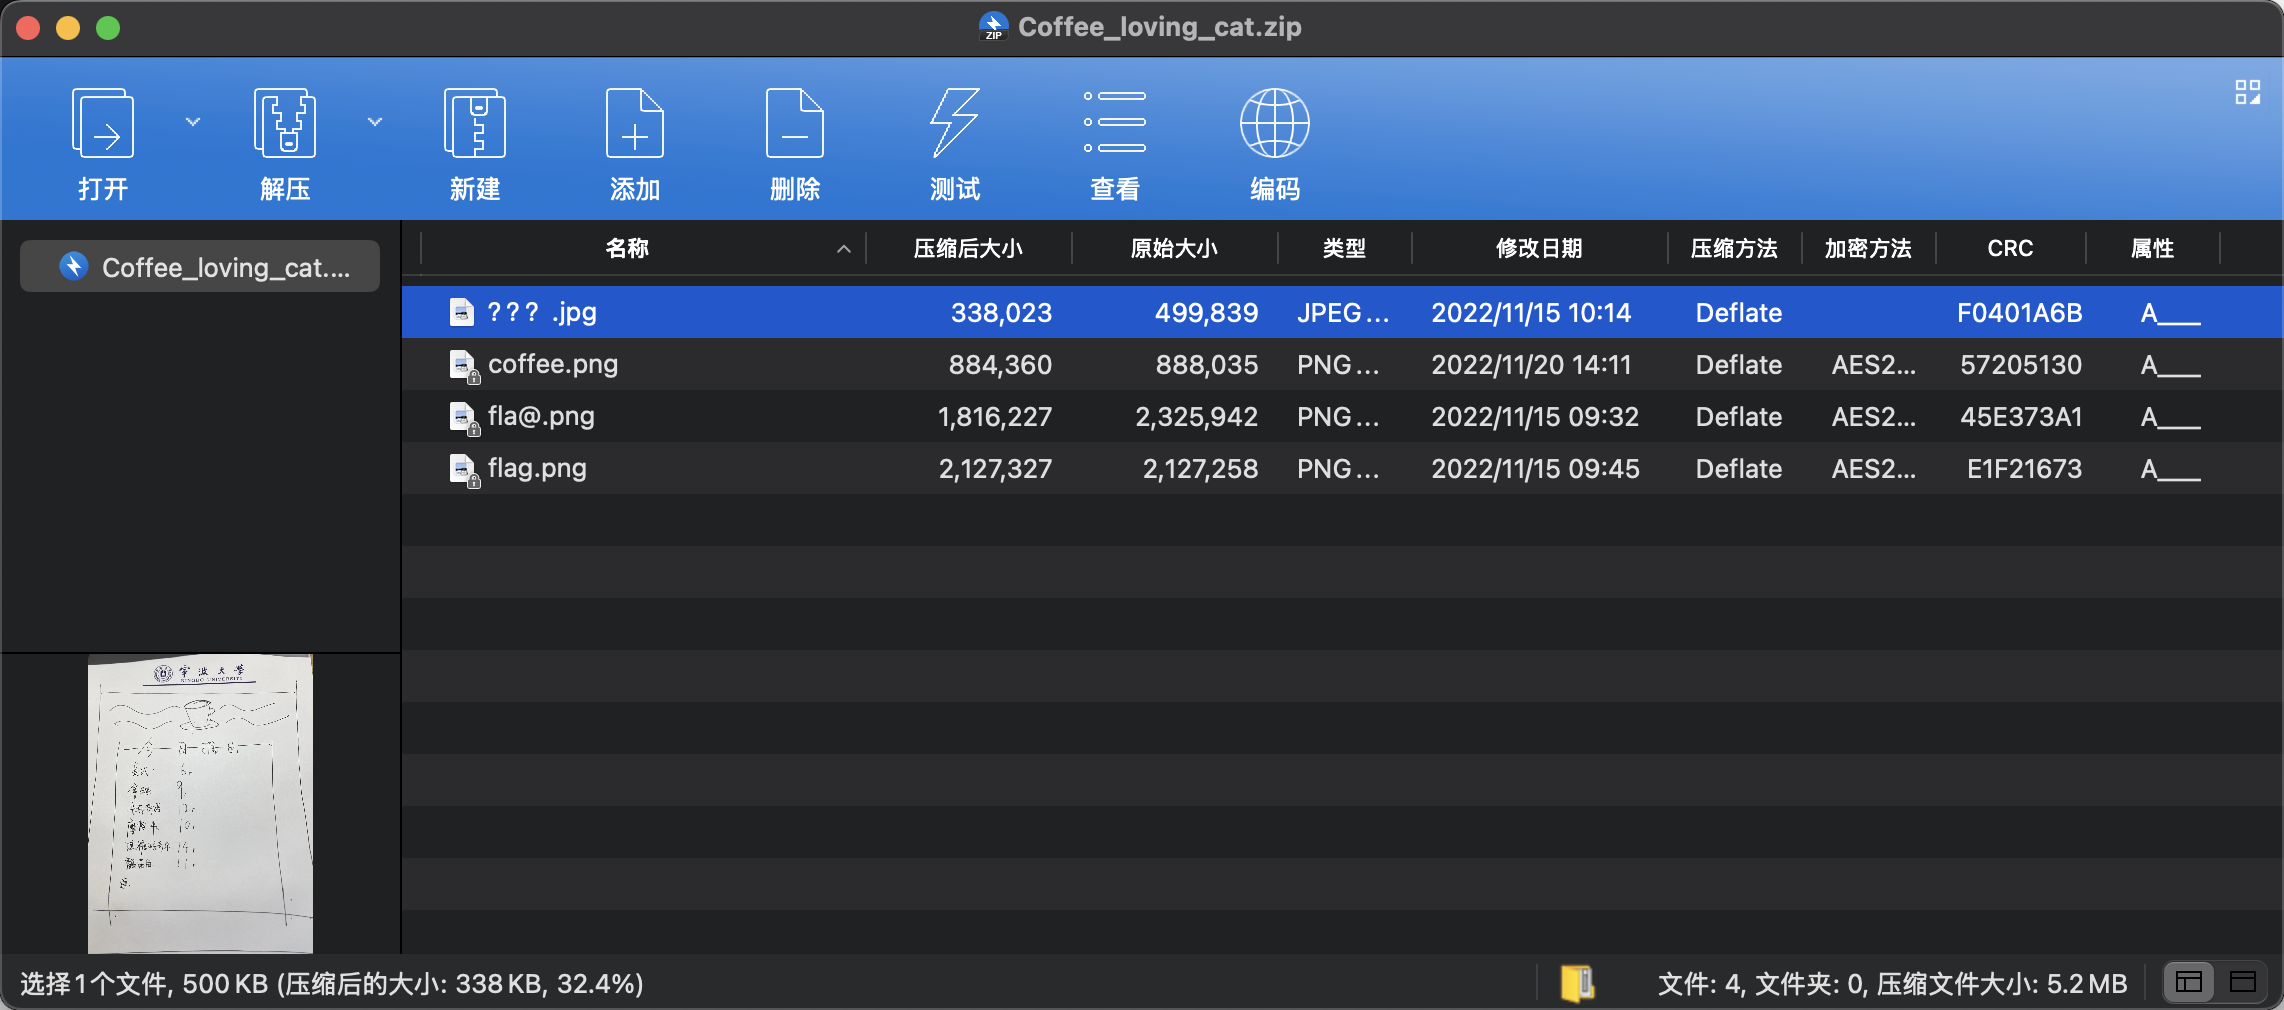 Coffee_loving_cat.zip
打开
解压
新建
添加
删除
测试
查看
编码
Coffee_loving_cat....
名称 压缩后大小 原始大小 类型 修改日期 压缩方法 加密方法 CRC 属性
??? .jpg 338,023 499,839 JPEG... 2022/11/15 10:14 Deflate F0401A6B A___
coffee.png 884,360 888,035 PNG... 2022/11/20 14:11 Deflate AES2... 57205130 A___
fla@.png 1,816,227 2,325,942 PNG... 2022/11/15 09:32 Deflate AES2... 45E373A1 A___
flag.png 2,127,327 2,127,258 PNG... 2022/11/15 09:45 Deflate AES2... E1F21673 A___
宁波大学
NINGBO UNIVERSITY
选择1个文件, 500 KB (压缩后的大小: 338 KB, 32.4%)
文件: 4, 文件夹: 0, 压缩文件大小: 5.2 MB